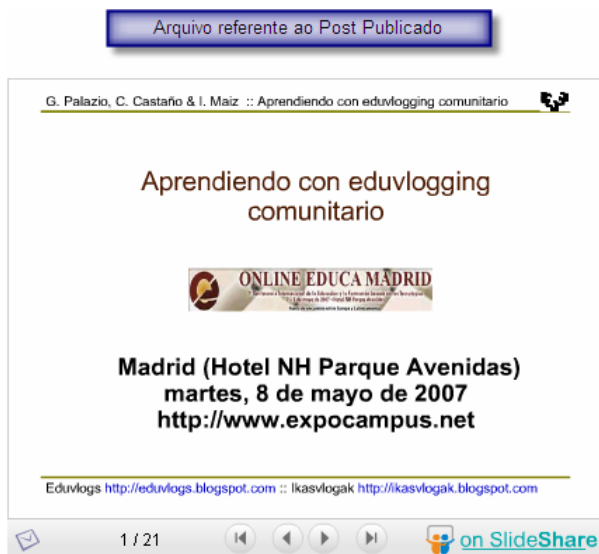 Arquivo referente ao Post Publicado
G. Palazio, C. Castaño & I. Maiz :: Aprendiendo con eduvlogging comunitario
Aprendiendo con eduvlogging
comunitario
ONLINE EDUCA MADRID
Madrid (Hotel NH Parque Avenidas)
martes, 8 de mayo de 2007
http://www.expocampus.net
Eduvlogs http://eduvlogs.blogspot.com :: Ikasvlogak http://ikasvlogak.blogspot.com
1 / 21
on SlideShare